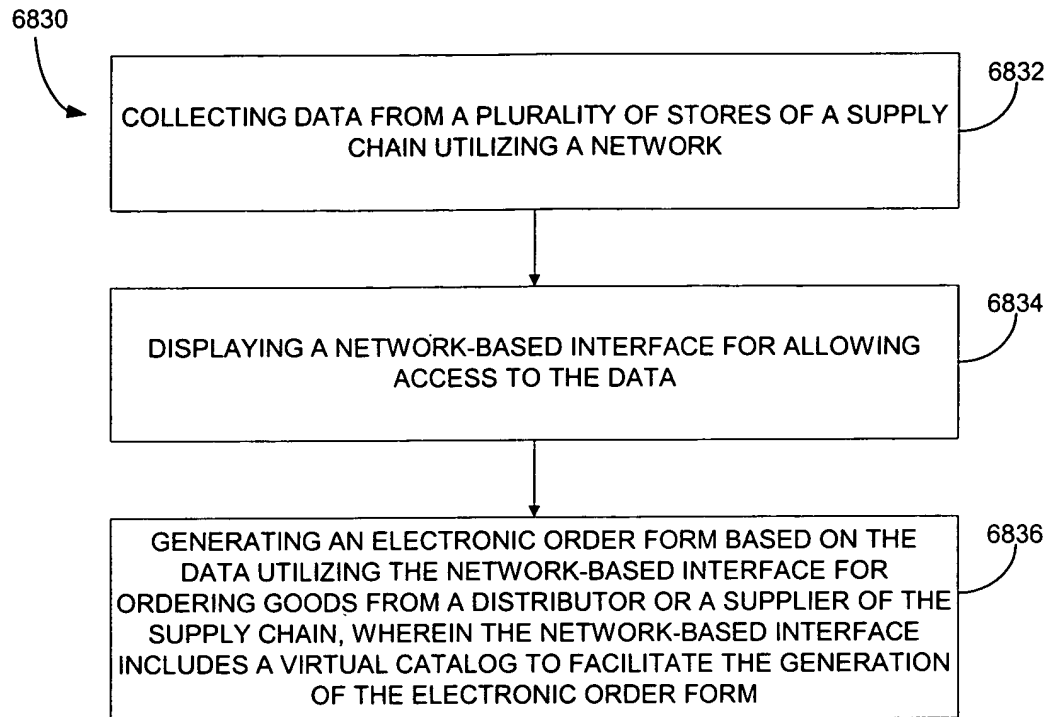 6830
6832
COLLECTING DATA FROM A PLURALITY OF STORES OF A SUPPLY
CHAIN UTILIZING A NETWORK
6834
DISPLAYING A NETWORK-BASED INTERFACE FOR ALLOWING
ACCESS TO THE DATA
6836
GENERATING AN ELECTRONIC ORDER FORM BASED ON THE
DATA UTILIZING THE NETWORK-BASED INTERFACE FOR
ORDERING GOODS FROM A DISTRIBUTOR OR A SUPPLIER OF THE
SUPPLY CHAIN, WHEREIN THE NETWORK-BASED INTERFACE
INCLUDES A VIRTUAL CATALOG TO FACILITATE THE GENERATION
OF THE ELECTRONIC ORDER FORM